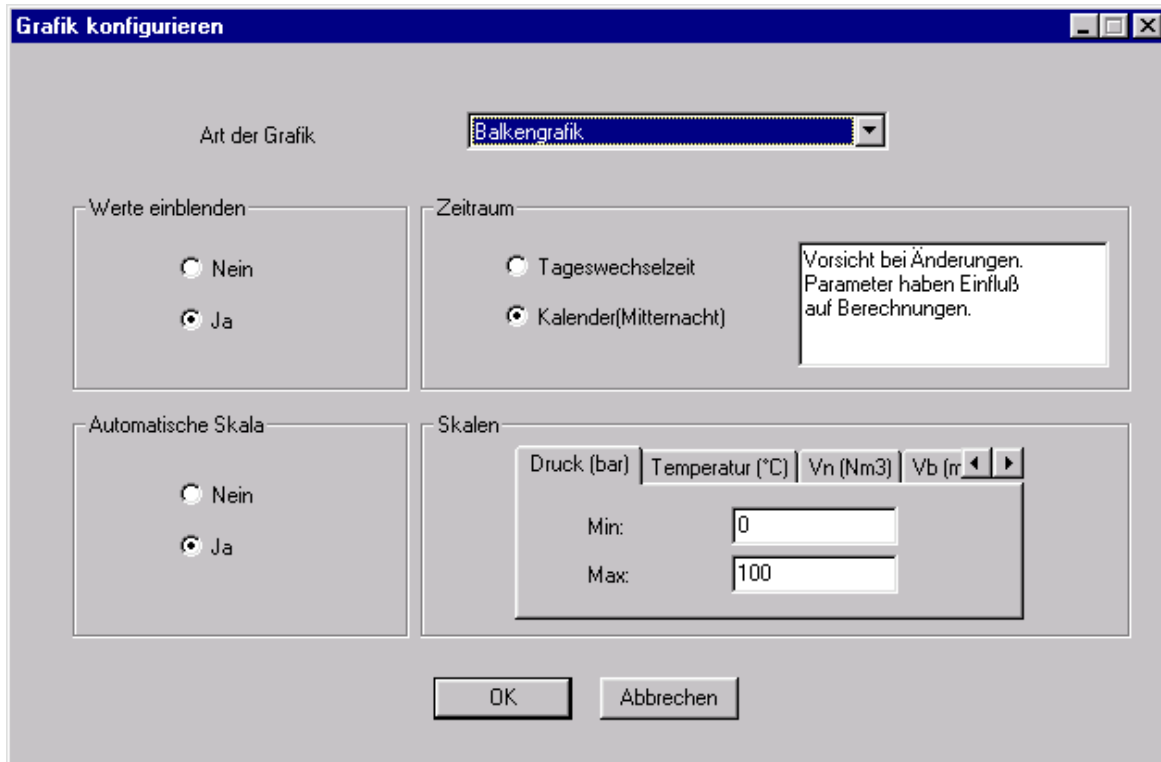 Grafik konfigurieren
Art der Grafik
Balkengrafik
Werte einblenden
Nein
Ja
Zeitraum
Tageswechselzeit
Kalender(Mitternacht)
Vorsicht bei Änderungen.
Parameter haben Einfluß
auf Berechnungen.
Automatische Skala
Nein
Ja
Skalen
Druck (bar) Temperatur (°C) Vn (Nm3) Vb (m
Min: 0
Max: 100
OK Abbrechen